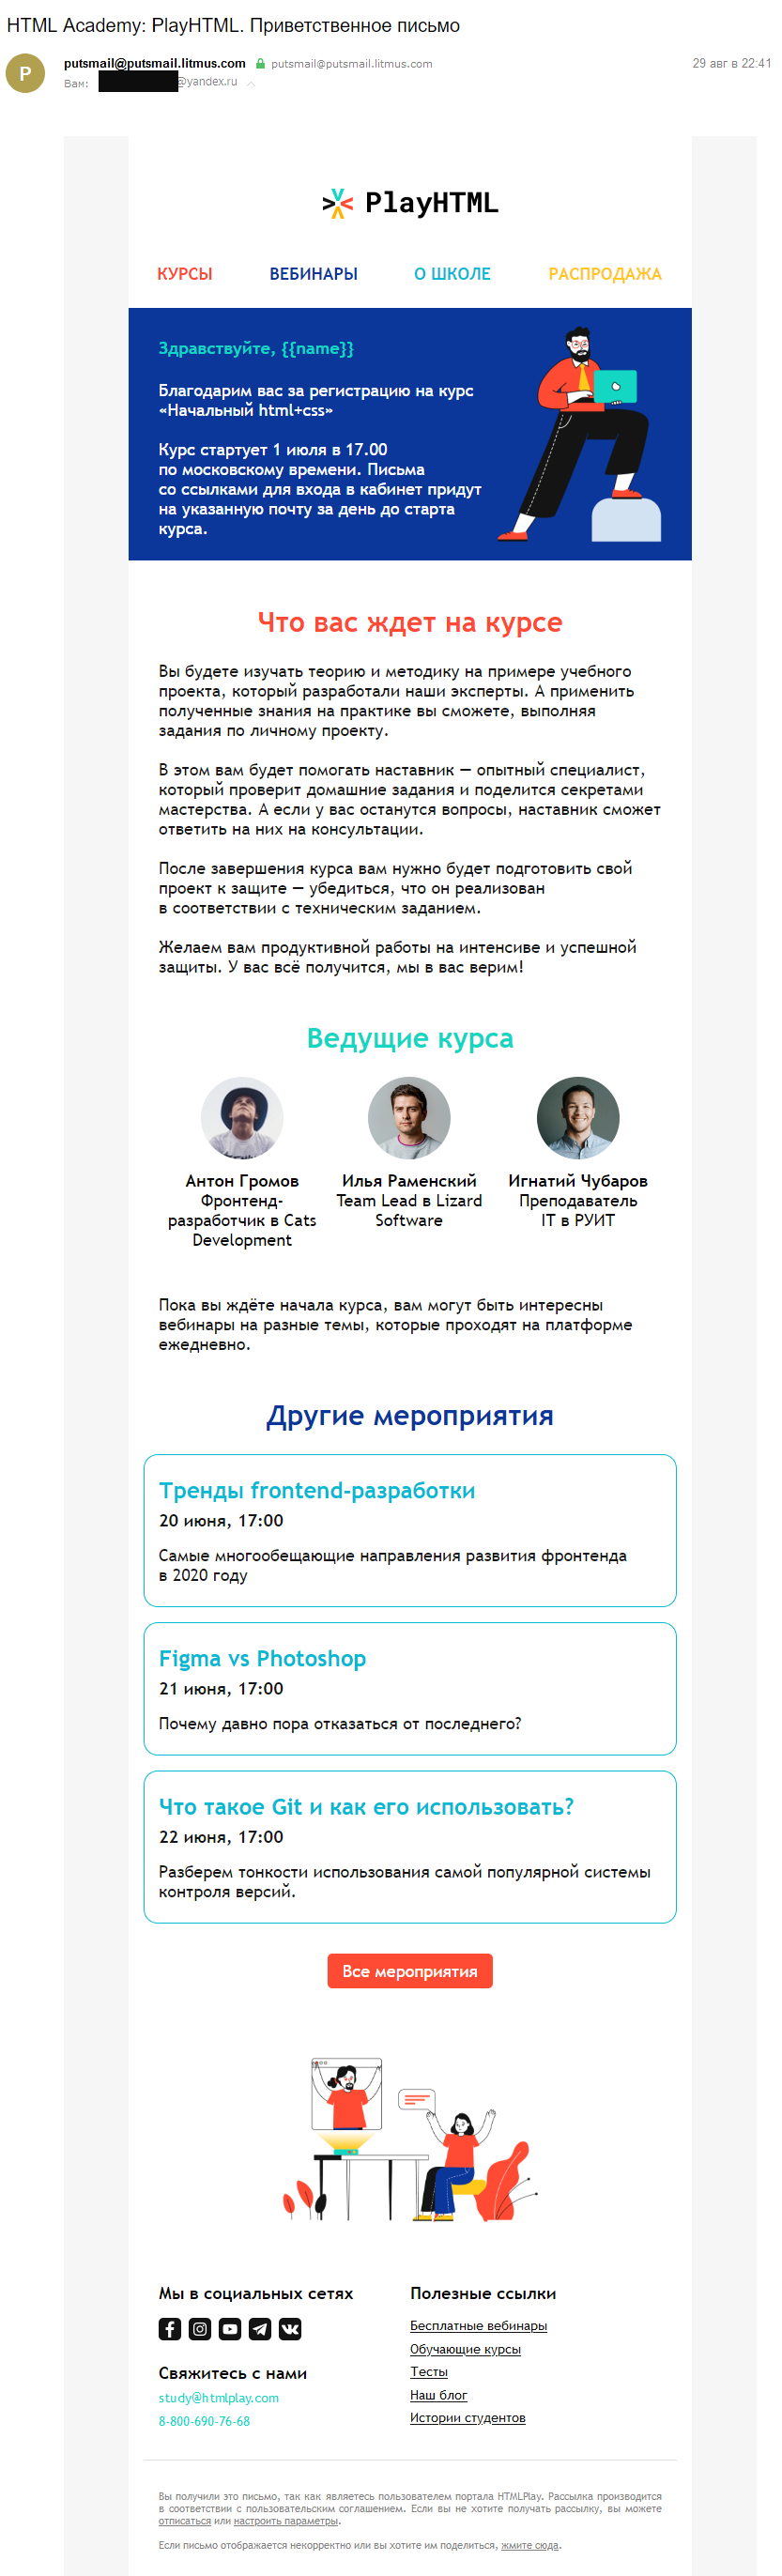 HTML Academy: PlayHTML. Приветственное письмо
P
putsmail@putsmail.litmus.com putsmail@putsmail.litmus.com 29 авг в 22:41
Вам: @yandex.ru
PlayHTML
КУРСЫ ВЕБИНАРЫ О ШКОЛЕ РАСПРОДАЖА
Здравствуйте, {{name}}
Благодарим вас за регистрацию на курс
«Начальный html+css»
Курс стартует 1 июля в 17.00
по московскому времени. Письма
со ссылками для входа в кабинет придут
на указанную почту за день до старта
курса.
Что вас ждет на курсе
Вы будете изучать теорию и методику на примере учебного
проекта, который разработали наши эксперты. А применить
полученные знания на практике вы сможете, выполняя
задания по личному проекту.
В этом вам будет помогать наставник — опытный специалист,
который проверит домашние задания и поделится секретами
мастерства. А если у вас останутся вопросы, наставник сможет
ответить на них на консультации.
После завершения курса вам нужно будет подготовить свой
проект к защите — убедиться, что он реализован
в соответствии с техническим заданием.
Желаем вам продуктивной работы на интенсиве и успешной
защиты. У вас всё получится, мы в вас верим!
Ведущие курса
Антон Громов
Фронтенд-
разработчик в Cats
Development
Илья Раменский
Team Lead в Lizard
Software
Игнатий Чубаров
Преподаватель
IT в РУИТ
Пока вы ждёте начала курса, вам могут быть интересны
вебинары на разные темы, которые проходят на платформе
ежедневно.
Другие мероприятия
Тренды frontend-разработки
20 июня, 17:00
Самые многообещающие направления развития фронтенда
в 2020 году
Figma vs Photoshop
21 июня, 17:00
Почему давно пора отказаться от последнего?
Что такое Git и как его использовать?
22 июня, 17:00
Разберем тонкости использования самой популярной системы
контроля версий.
Все мероприятия
Мы в социальных сетях
Свяжитесь с нами
study@htmlplay.com
8-800-690-76-68
Полезные ссылки
Бесплатные вебинары
Обучающие курсы
Тесты
Наш блог
Истории студентов
Вы получили это письмо, так как являетесь пользователем портала HTMLPlay. Рассылка производится
в соответствии с пользовательским соглашением. Если вы не хотите получать рассылку, вы можете
отписаться или настроить параметры.
Если письмо отображается некорректно или вы хотите им поделиться, жмите сюда.